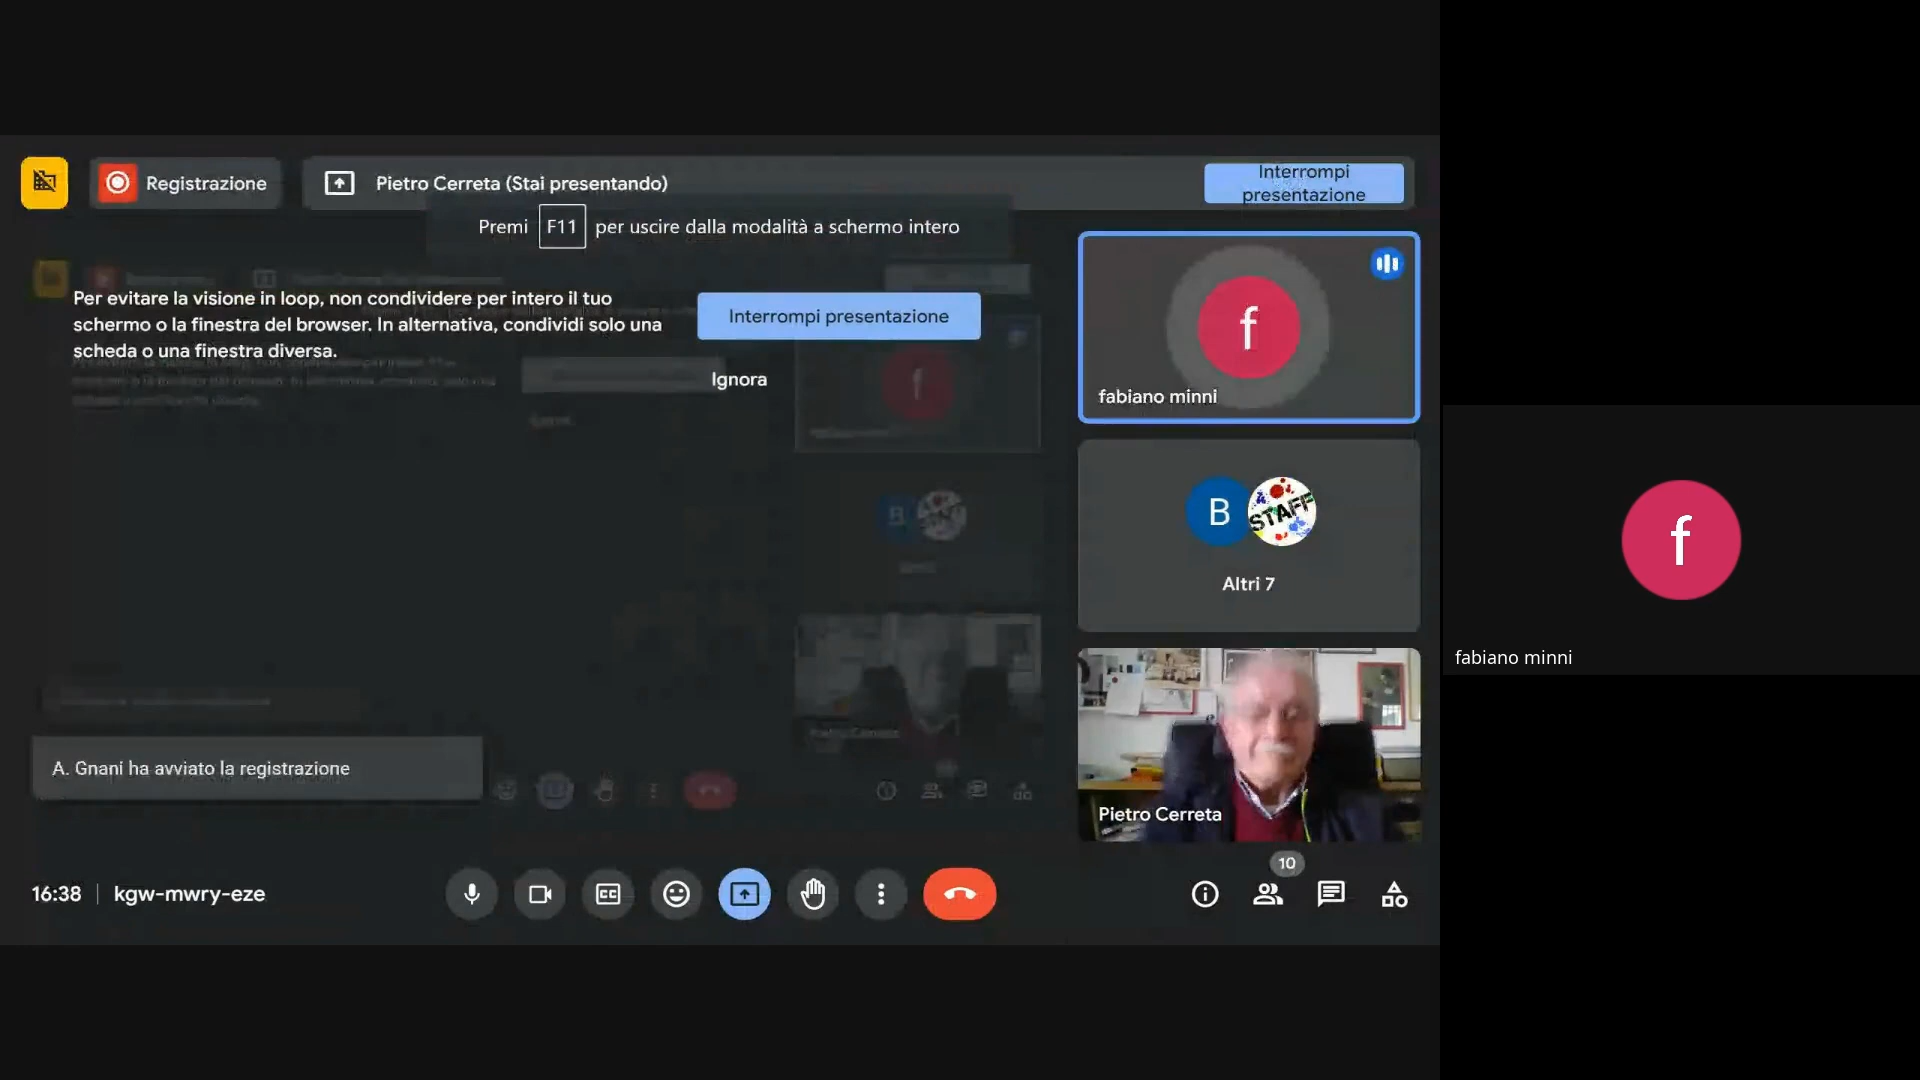 Registrazione
Pietro Cerreta (Stai presentando)
Interrompi
presentazione
Premi F11 per uscire dalla modalità a schermo intero
Per evitare la visione in loop, non condividere per intero il tuo
schermo o la finestra del browser. In alternativa, condividi solo una
scheda o una finestra diversa.
Interrompi presentazione
Ignora
f
fabiano minni
B
STAFF
Altri 7
Pietro Cerreta
A. Gnani ha avviato la registrazione
16:38 | kgw-mwry-eze
CC
10
f
fabiano minni